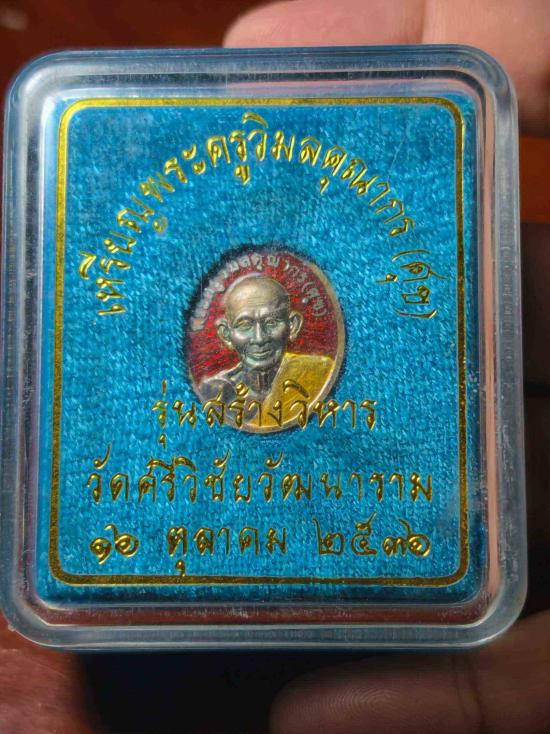 เหรียญพระครูวิมลคุณากร (ศุข)
รุ่นสร้างวิหาร
วัดศรีวิชัยวัฒนาราม
๑๖ ตุลาคม ๒๕๓๖